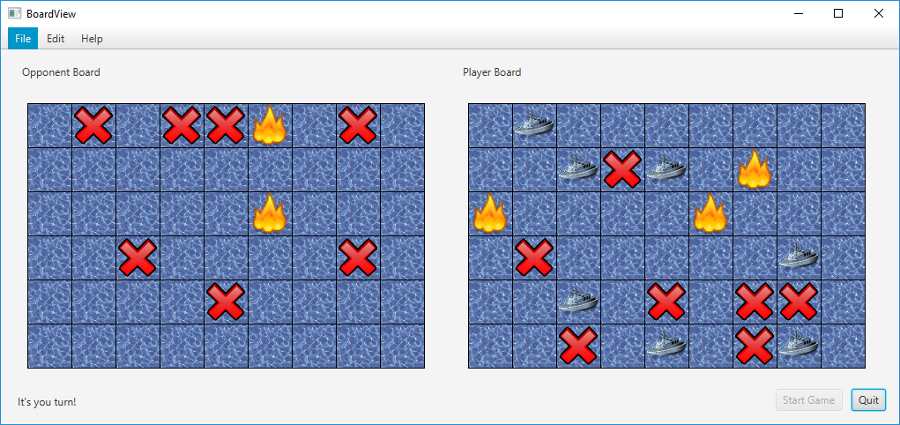 BoardView
File Edit Help
Opponent Board Player Board
It's you turn!
Start Game Quit